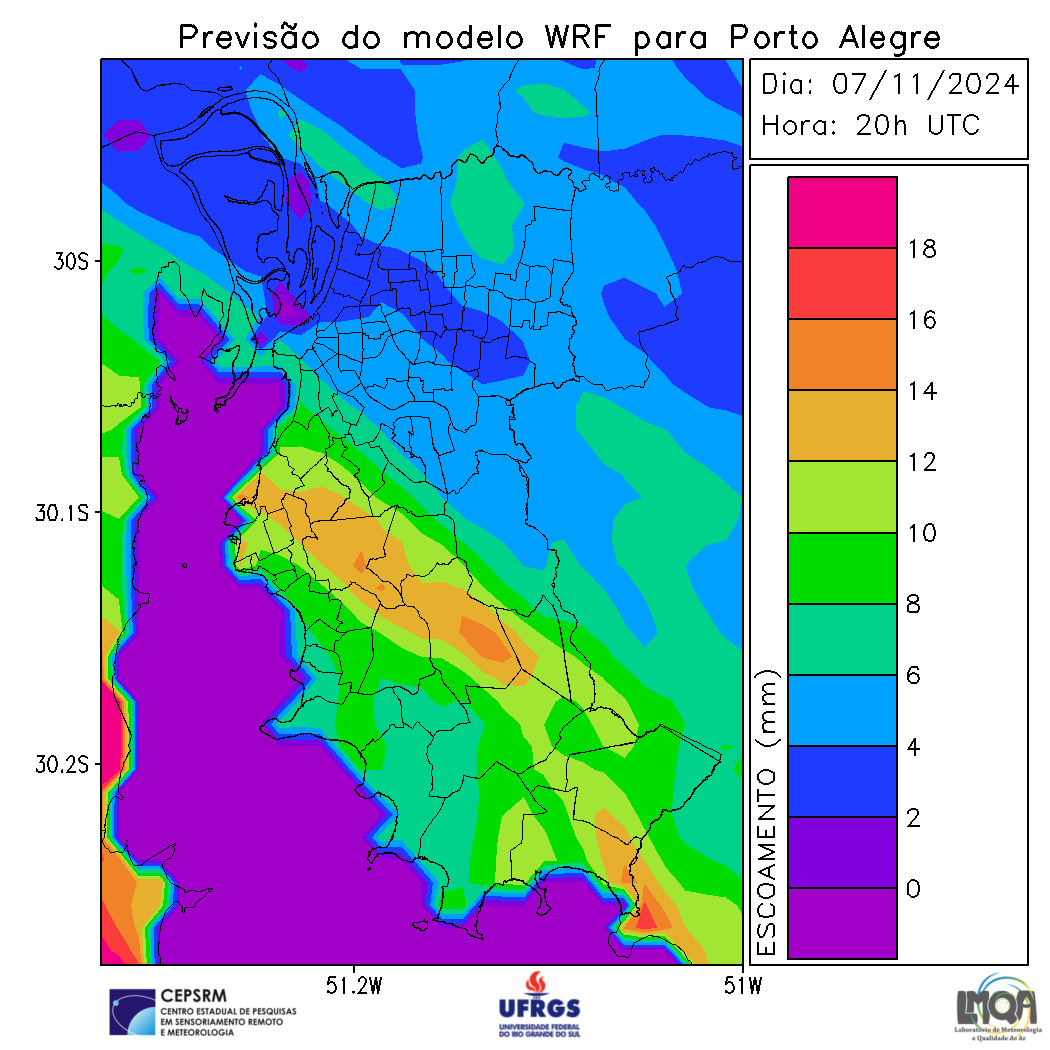 Previsão do modelo WRF para Porto Alegre
Dia: 07/11/2024
Hora: 20h UTC
30S
30.1S
30.2S
51.2W
51W
ESCOAMENTO (mm)
18
16
14
12
10
8
6
4
2
0
CEPSRM
CENTRO ESTADUAL DE PESQUISAS
EM SENSORIAMENTO REMOTO
E METEOROLOGIA
UFRGS
UNIVERSIDADE FEDERAL
DO RIO GRANDE DO SUL
LMQA
Laboratório de Meteorologia
e Qualidade do Ar